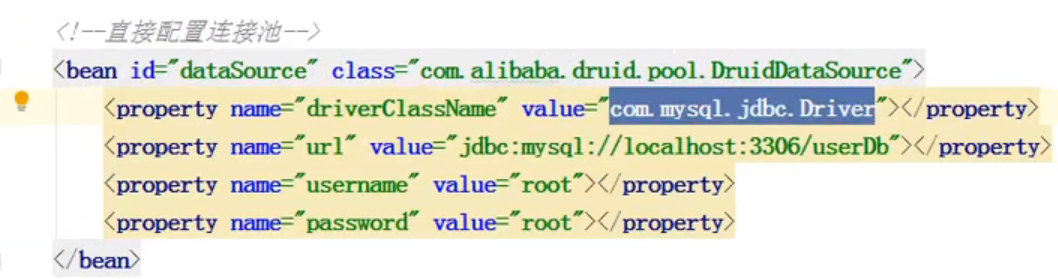 <!--直接配置连接池-->
<bean id="dataSource" class="com.alibaba.druid.pool.DruidDataSource">
<property name="driverClassName" value="com.mysql.jdbc.Driver"></property>
<property name="url" value="jdbc:mysql://localhost:3306/userDb"></property>
<property name="username" value="root"></property>
<property name="password" value="root"></property>
</bean>